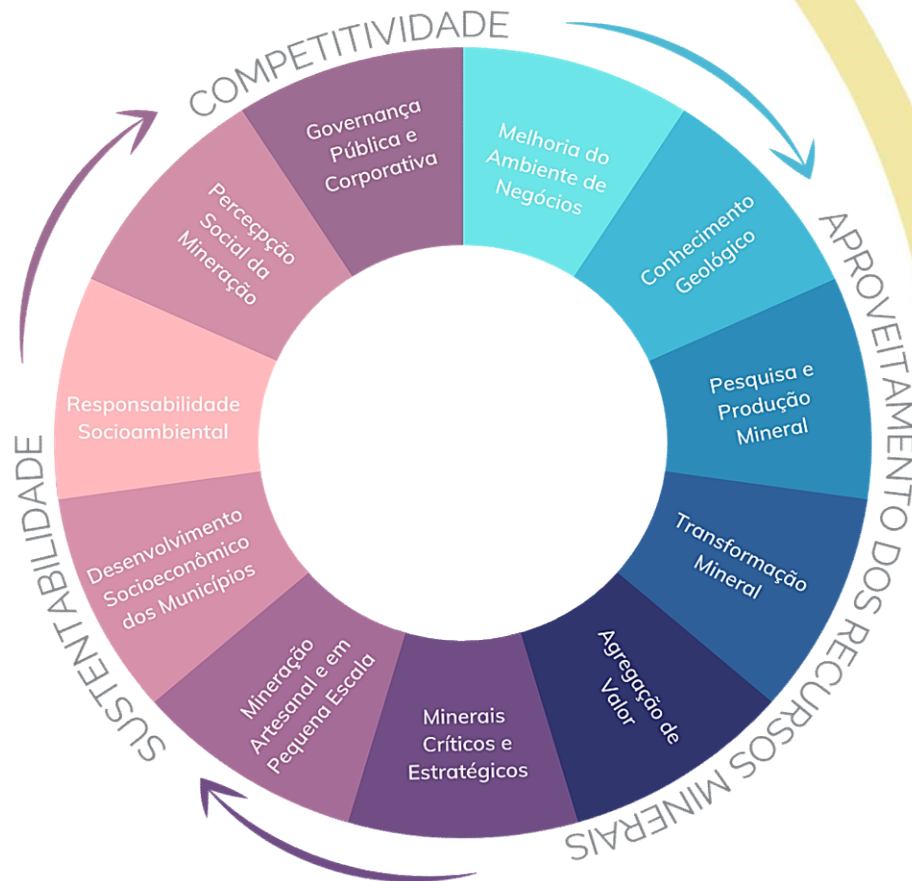 COMPETITIVIDADE
Melhoria do
Ambiente de
Negócios
Conhecimento
Geológico
APROVEITAMENTO DOS RECURSOS MINERAIS
Pesquisa e
Produção
Mineral
Transformação
Mineral
Agregação de
Valor
Minerais
Críticos e
Estratégicos
Mineração
Artesanal e em
Pequena Escala
SUSTENTABILIDADE
Desenvolvimento
Socioeconômico
dos Municípios
Responsabilidade
Socioambiental
Perceçpção
Social da
Mineração
Governança
Pública e
Corporativa